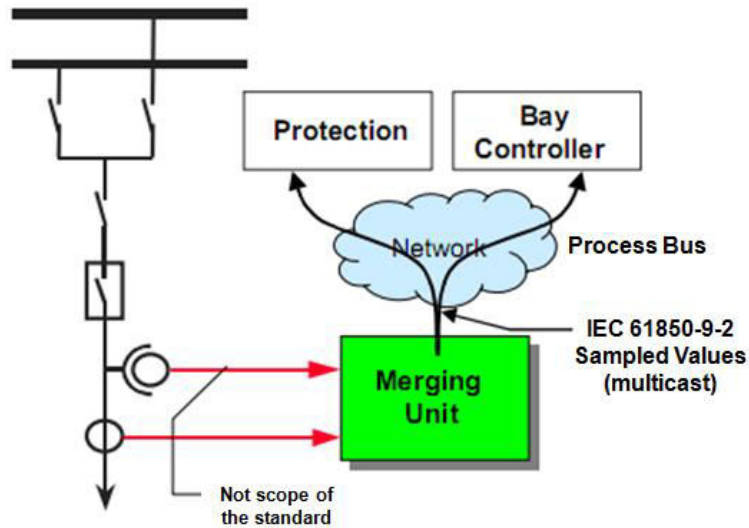 Protection
Bay
Controller
Network
Process Bus
IEC 61850-9-2
Sampled Values
(multicast)
Merging
Unit
Not scope of
the standard